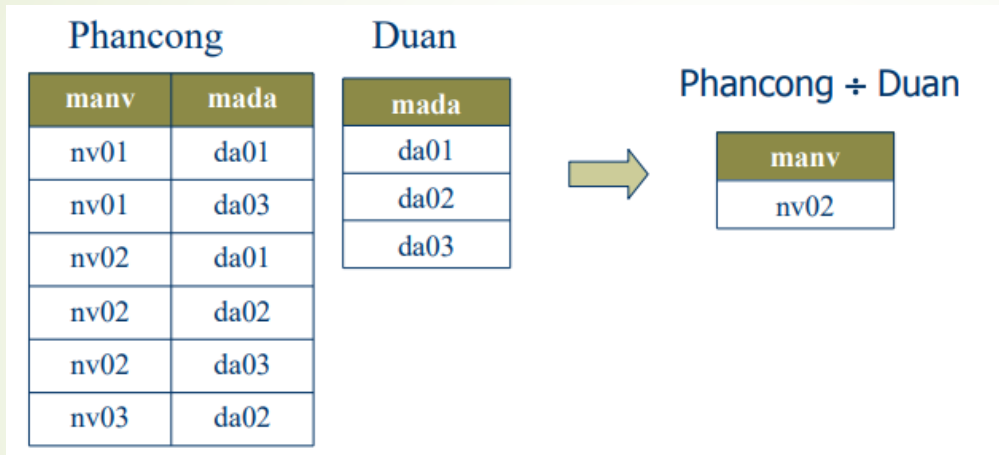 Phancong
manv mada
nv01 da01
nv01 da03
nv02 da01
nv02 da02
nv02 da03
nv03 da02
Duan
mada
da01
da02
da03
Phancong ÷ Duan
manv
nv02